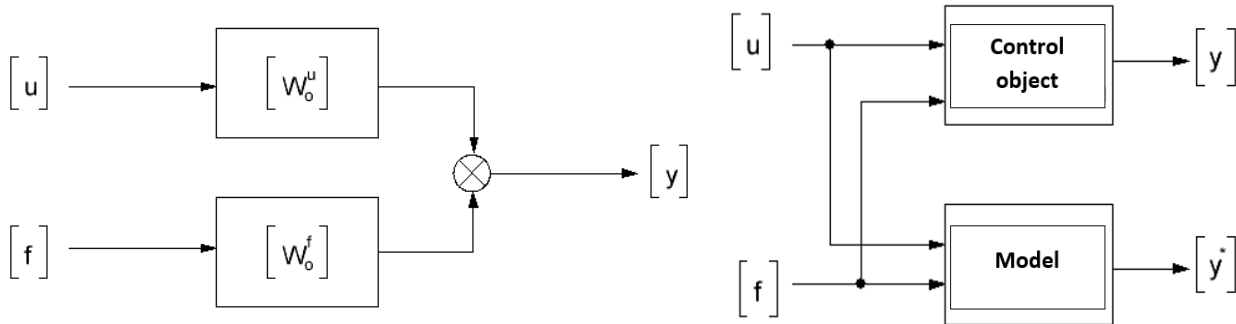 [u]
[W_o^u]
[y]
[f]
[W_o^f]
[u]
Control
object
[y]
[f]
Model
[y*]